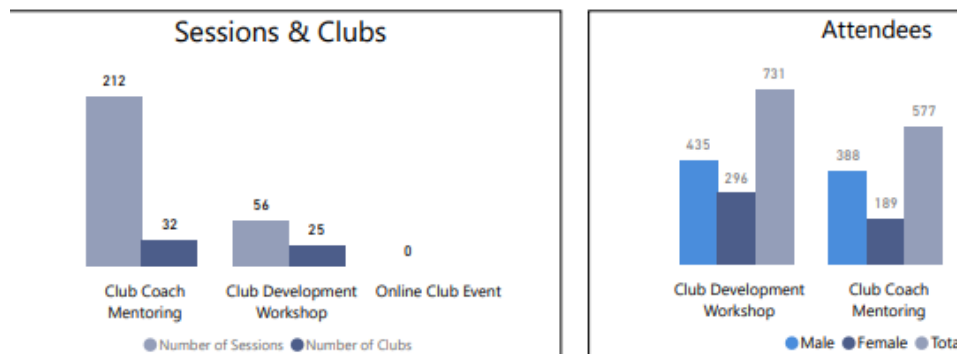 Sessions & Clubs
212
32
56
25
0
Club Coach Mentoring
Club Development Workshop
Online Club Event
Number of Sessions
Number of Clubs
Attendees
435
296
731
388
189
577
Club Development Workshop
Club Coach Mentoring
Male
Female
Tota